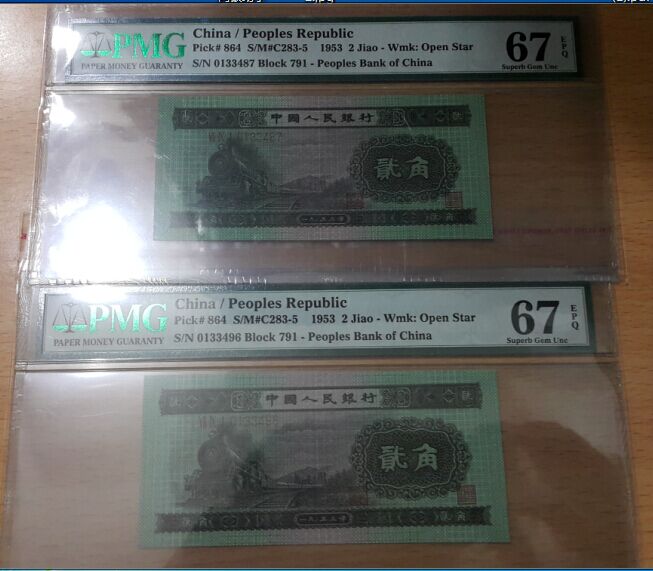 PMG
PAPER MONEY GUARANTY
China / Peoples Republic
Pick# 864 S/M#C283-5 1953 2 Jiao - Wmk: Open Star
S/N 0133487 Block 791 - Peoples Bank of China
67 EPQ
Superb Gem Unc
中國人民銀行
貳角
PMG
PAPER MONEY GUARANTY
China / Peoples Republic
Pick# 864 S/M#C283-5 1953 2 Jiao - Wmk: Open Star
S/N 0133496 Block 791 - Peoples Bank of China
67 EPQ
Superb Gem Unc
中國人民銀行
貳角